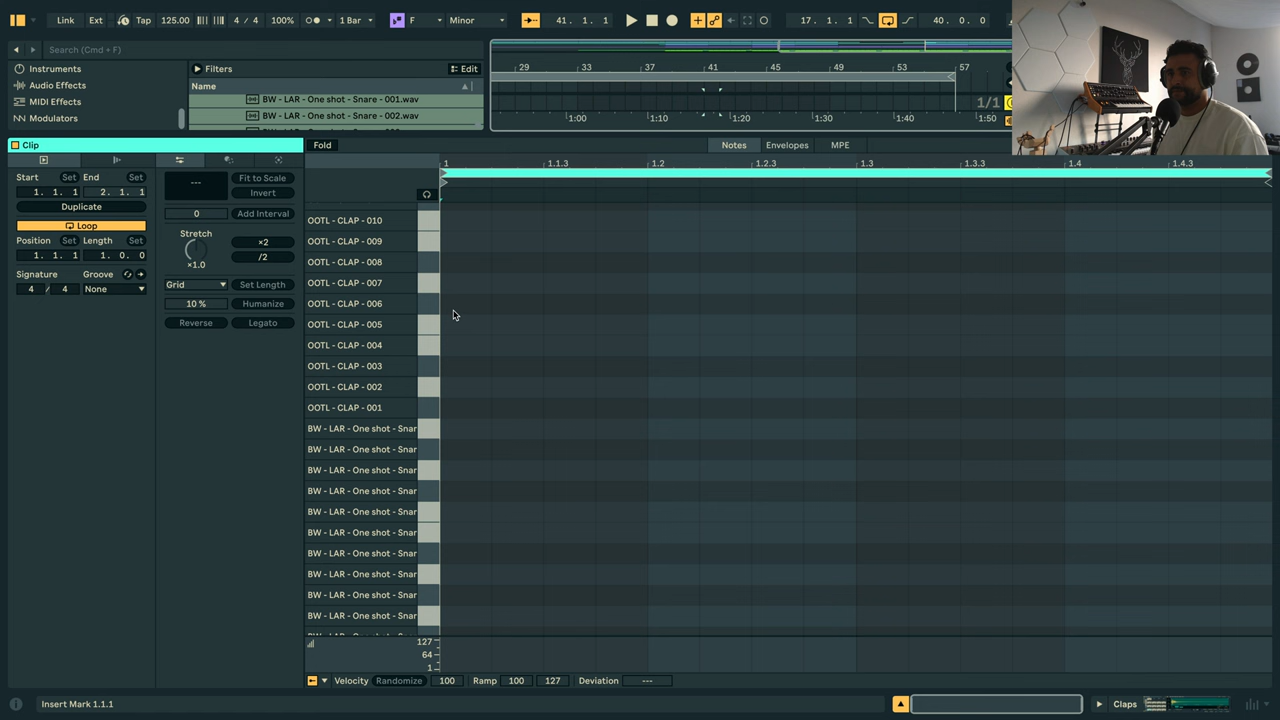 Link Ext Tap 125.00 4 / 4 100% 1 Bar F Minor 41. 1. 1 17. 1. 1 40. 0. 0
Search (Cmd + F)
Instruments
Audio Effects
MIDI Effects
Modulators
Filters Edit
Name
BW - LAR - One shot - Snare - 001.wav
BW - LAR - One shot - Snare - 002.wav
29 33 37 41 45 49 53 57
1/1
1:00 1:10 1:20 1:30 1:40 1:50
Clip
Fold Notes Envelopes MPE
Start Set End Set
1. 1. 1 2. 1. 1
Duplicate
Loop
Position Set Length Set
1. 1. 1 1. 0. 0
Signature Groove
4 / 4 None
--- Fit to Scale
Invert
0 Add Interval
Stretch
×1.0
×2
/2
Grid Set Length
10 % Humanize
Reverse Legato
1 1.1.3 1.2 1.2.3 1.3 1.3.3 1.4 1.4.3
OOTL - CLAP - 010
OOTL - CLAP - 009
OOTL - CLAP - 008
OOTL - CLAP - 007
OOTL - CLAP - 006
OOTL - CLAP - 005
OOTL - CLAP - 004
OOTL - CLAP - 003
OOTL - CLAP - 002
OOTL - CLAP - 001
BW - LAR - One shot - Snar
BW - LAR - One shot - Snar
BW - LAR - One shot - Snar
BW - LAR - One shot - Snar
BW - LAR - One shot - Snar
BW - LAR - One shot - Snar
BW - LAR - One shot - Snar
BW - LAR - One shot - Snar
BW - LAR - One shot - Snar
BW - LAR - One shot - Snar
127
64
1
Velocity Randomize 100 Ramp 100 127 Deviation ---
Insert Mark 1.1.1 Claps